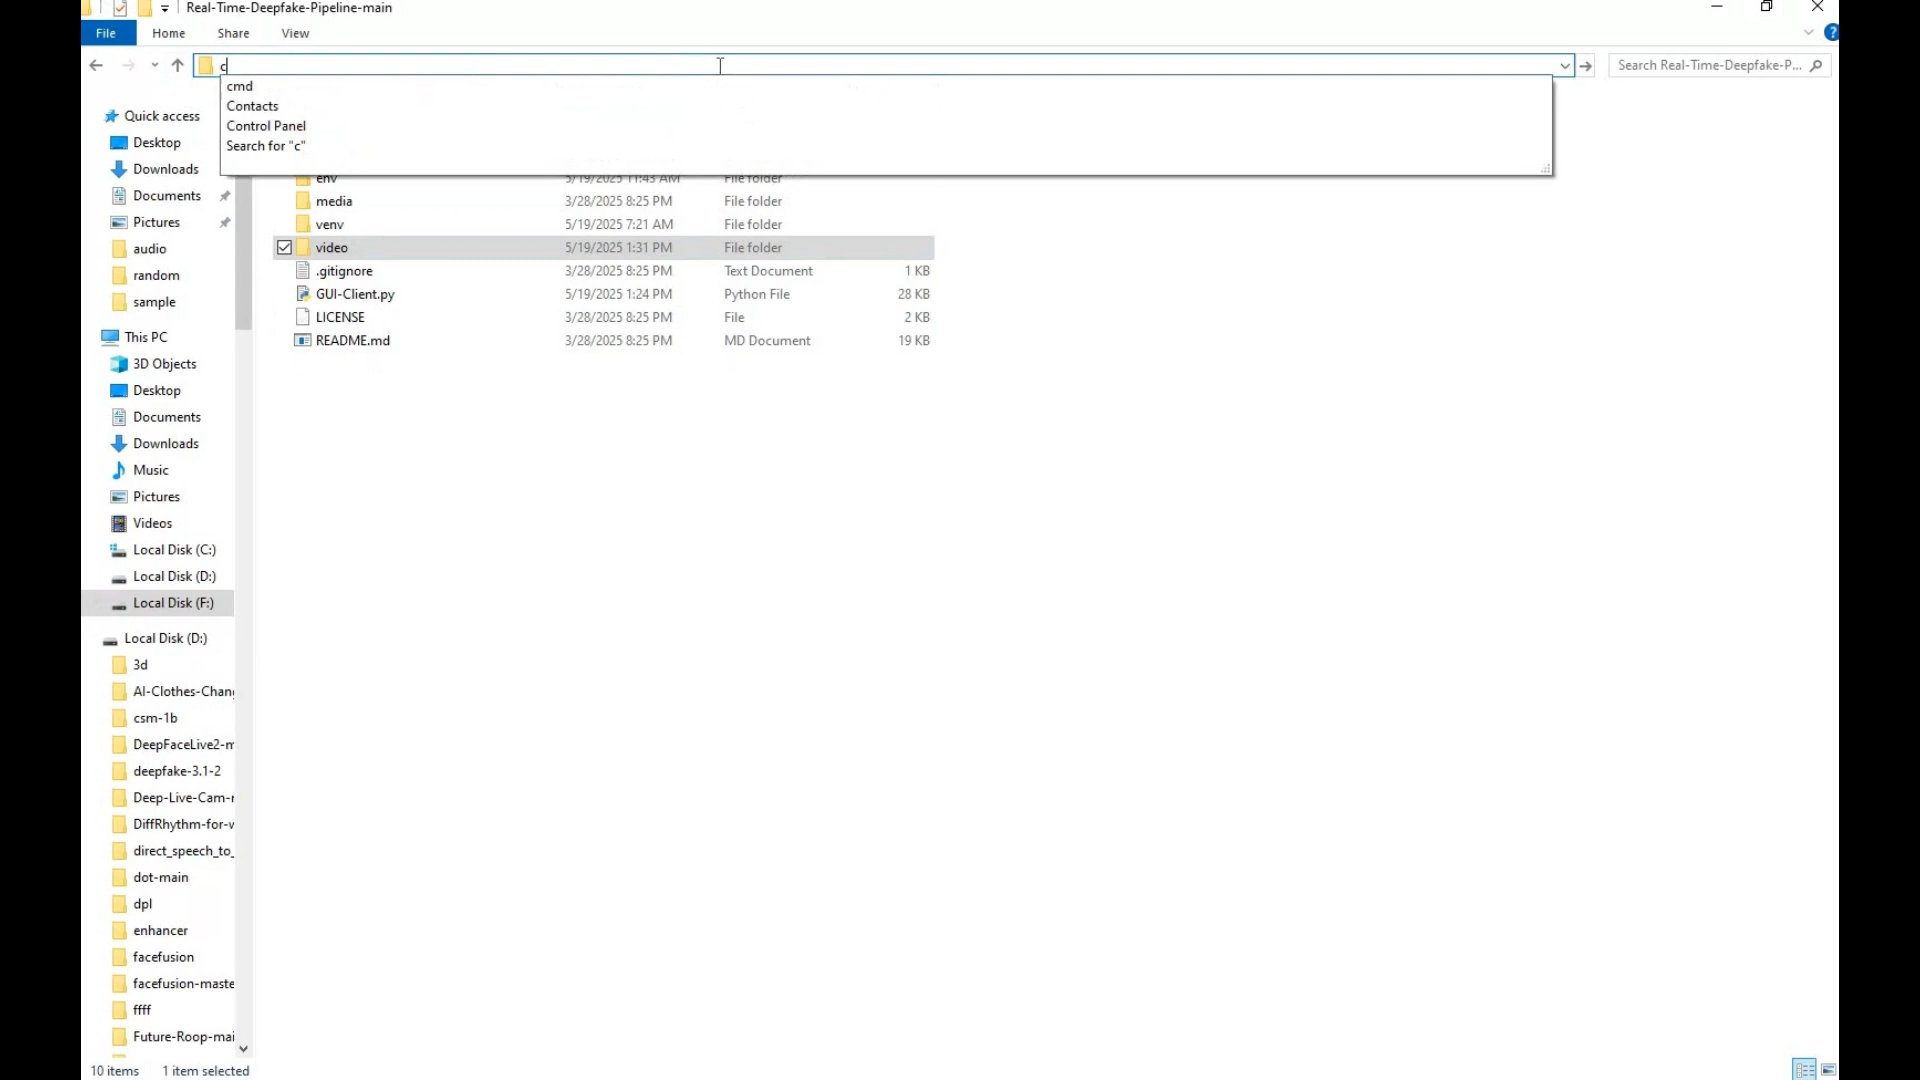 Real-Time-Deepfake-Pipeline-main
File Home Share View
c
Search Real-Time-Deepfake-P...
cmd
Contacts
Control Panel
Search for "c"
Quick access
Desktop
Downloads
Documents
Pictures
audio
random
sample
This PC
3D Objects
Desktop
Documents
Downloads
Music
Pictures
Videos
Local Disk (C:)
Local Disk (D:)
Local Disk (F:)
Local Disk (D:)
3d
AI-Clothes-Chang
csm-1b
DeepFaceLive2-m
deepfake-3.1-2
Deep-Live-Cam-r
DiffRhythm-for-v
direct_speech_to_
dot-main
dpl
enhancer
facefusion
facefusion-maste
ffff
Future-Roop-mai
env 5/19/2025 11:43 AM File folder
media 3/28/2025 8:25 PM File folder
venv 5/19/2025 7:21 AM File folder
video 5/19/2025 1:31 PM File folder
.gitignore 3/28/2025 8:25 PM Text Document 1 KB
GUI-Client.py 5/19/2025 1:24 PM Python File 28 KB
LICENSE 3/28/2025 8:25 PM File 2 KB
README.md 3/28/2025 8:25 PM MD Document 19 KB
10 items 1 item selected